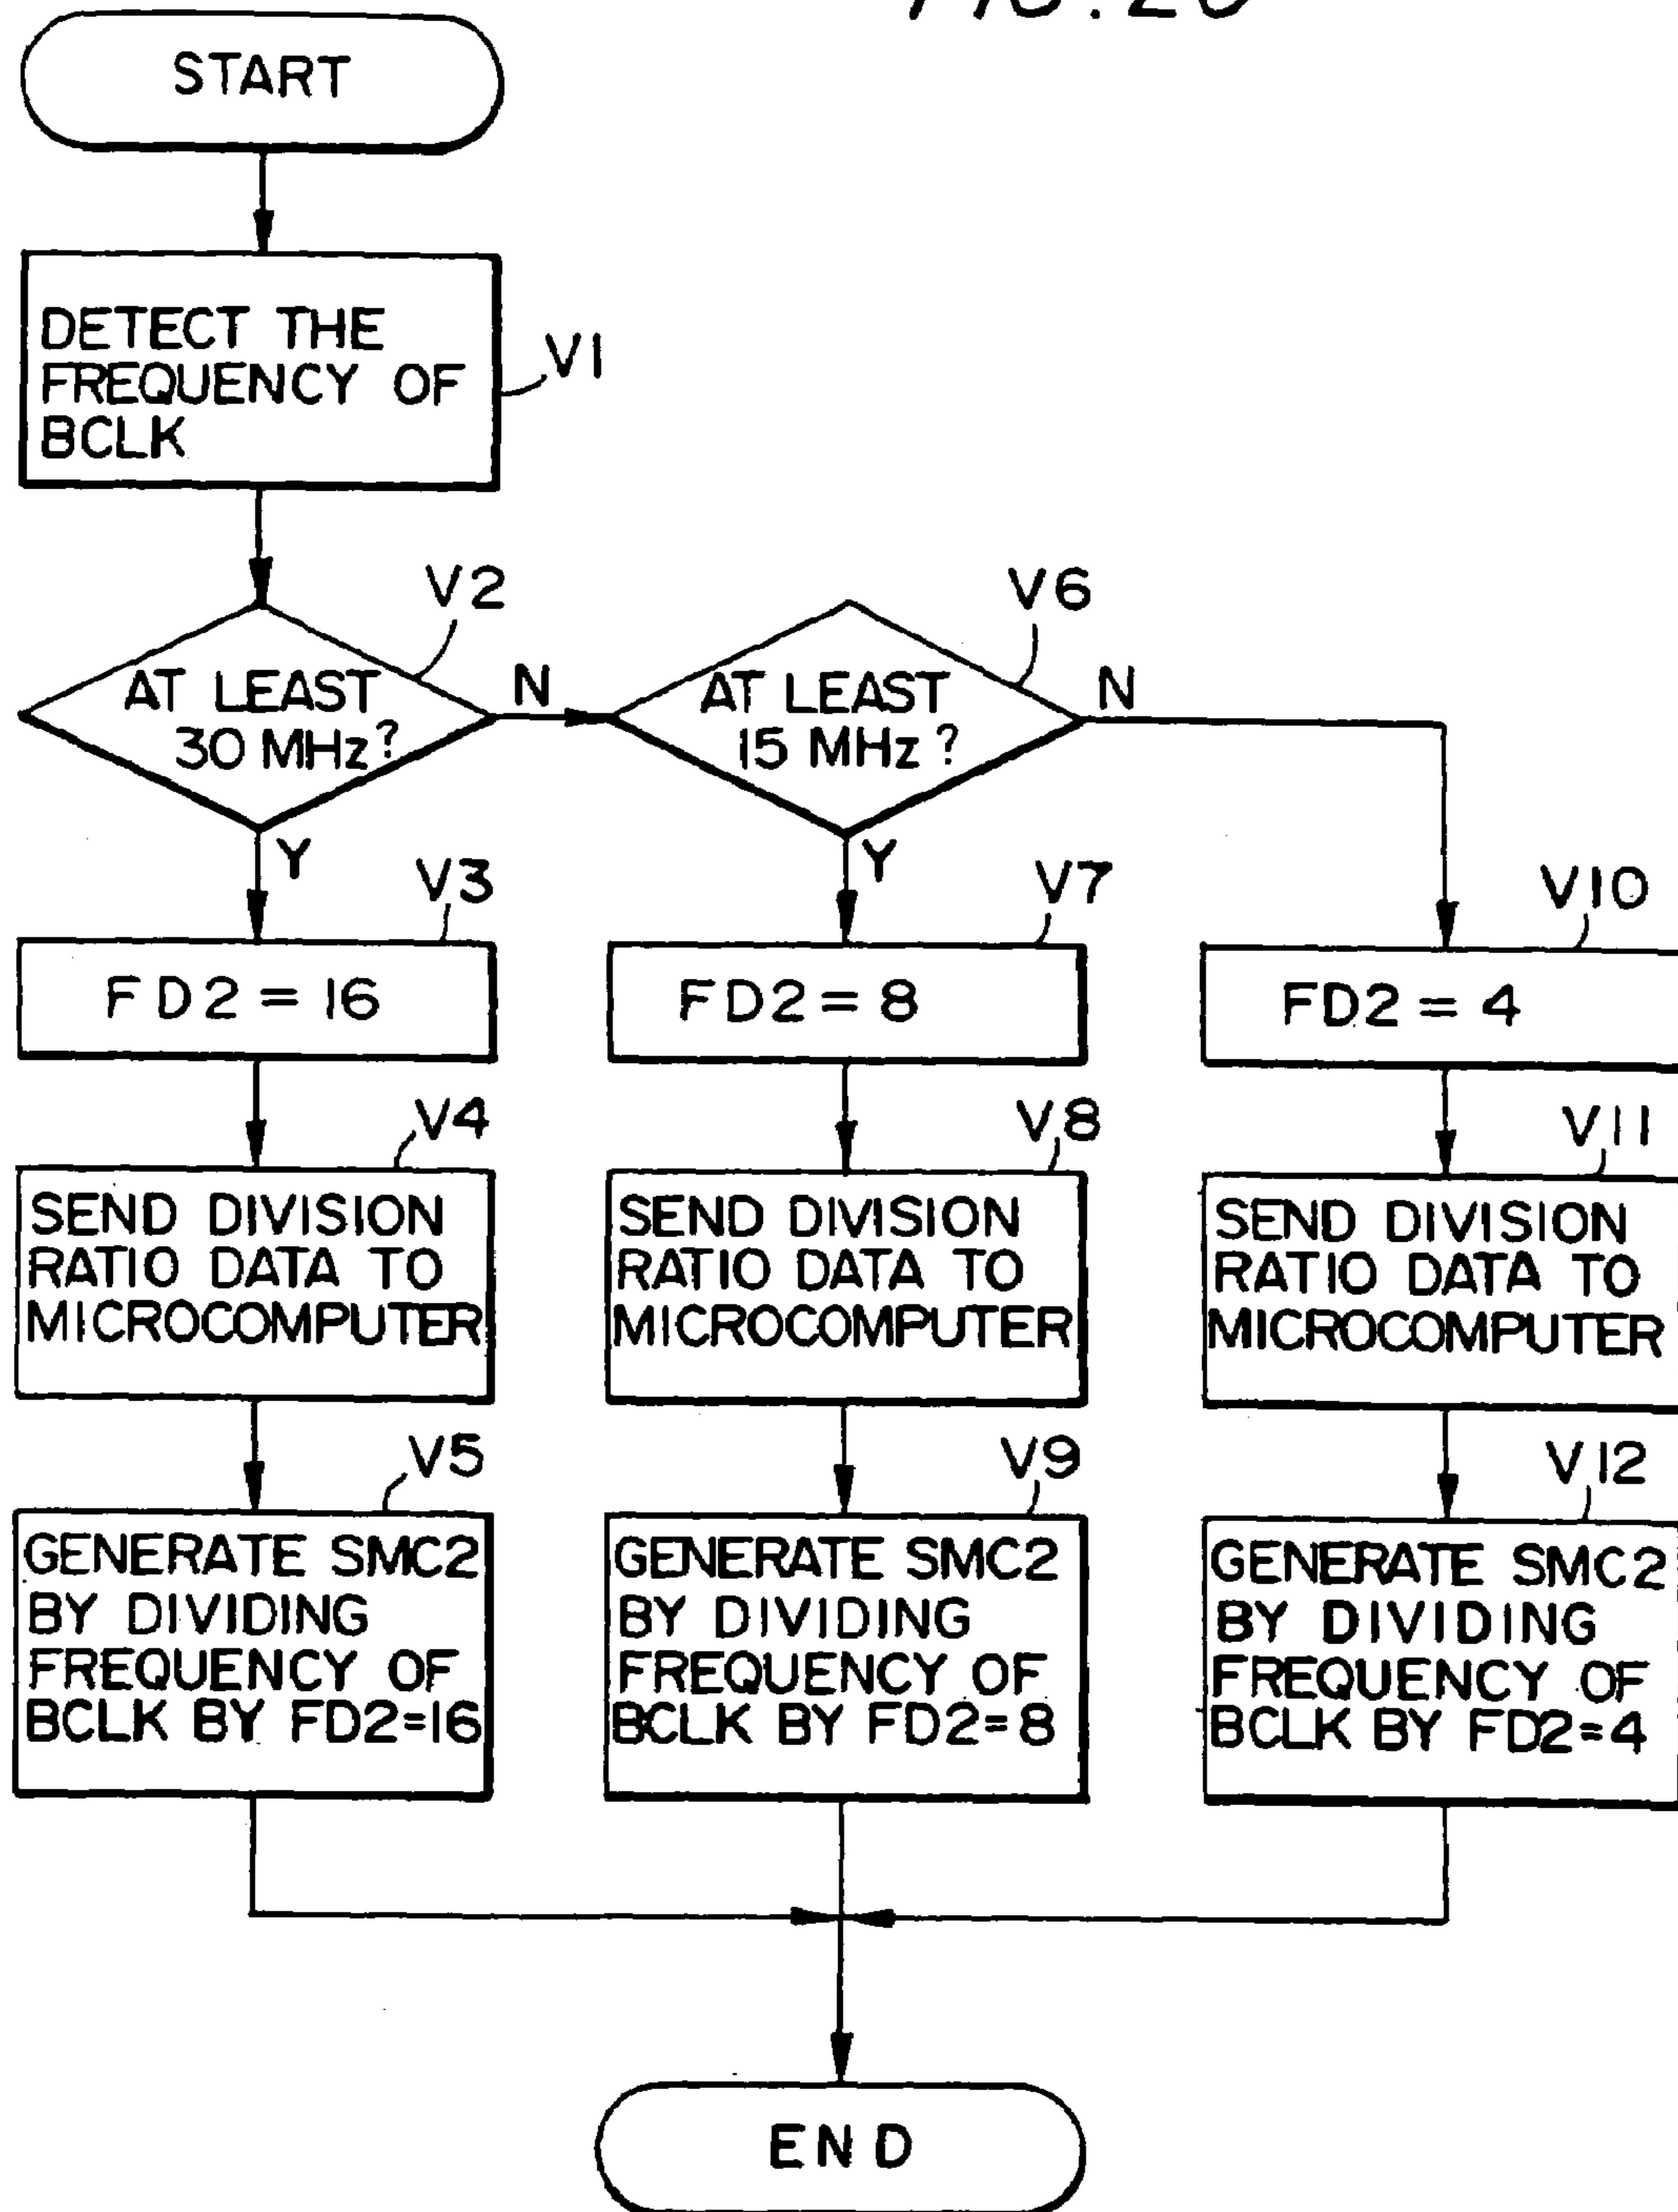 START
DETECT THE
FREQUENCY OF
BCLK
V1
V2
AT LEAST
30 MHz?
N
Y
V6
AT LEAST
15 MHz?
N
Y
V3
FD2 = 16
V7
FD2 = 8
V10
FD2 = 4
V4
SEND DIVISION
RATIO DATA TO
MICROCOMPUTER
V8
SEND DIVISION
RATIO DATA TO
MICROCOMPUTER
V11
SEND DIVISION
RATIO DATA TO
MICROCOMPUTER
V5
GENERATE SMC2
BY DIVIDING
FREQUENCY OF
BCLK BY FD2=16
V9
GENERATE SMC2
BY DIVIDING
FREQUENCY OF
BCLK BY FD2=8
V12
GENERATE SMC2
BY DIVIDING
FREQUENCY OF
BCLK BY FD2=4
END